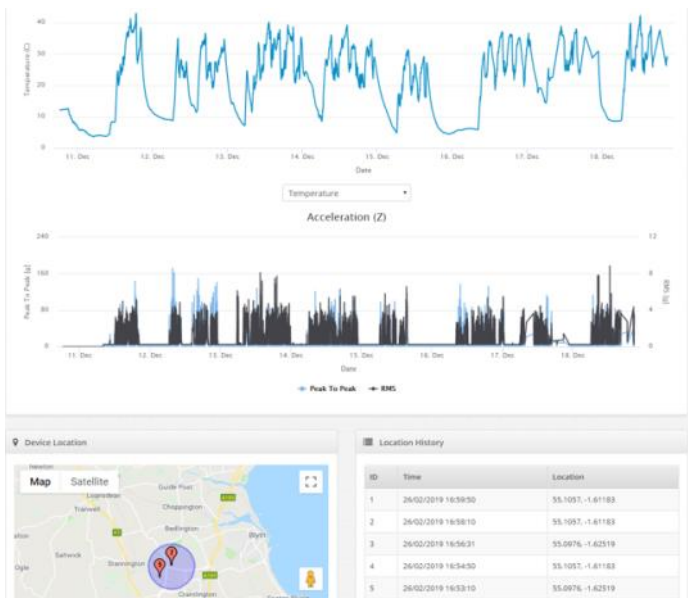 40
30
20
10
0
Temperature (C)
11. Dec 12. Dec 13. Dec 14. Dec 15. Dec 16. Dec 17. Dec 18. Dec
Date
Temperature
Acceleration (Z)
240 12
160 8
80 4
0 0
Peak To Peak [g]
RMS [g]
11. Dec 12. Dec 13. Dec 14. Dec 15. Dec 16. Dec 17. Dec 18. Dec
Date
Peak To Peak RMS
Device Location
Map Satellite
Guide Post
Tranwell
Choppington
Bedlington
Blyth
Saltwick
Stannington
Ogle
Cramlington
Location History
ID Time Location
1 26/02/2019 16:59:50 55.1057, -1.61183
2 26/02/2019 16:58:10 55.1057, -1.61183
3 26/02/2019 16:56:31 55.0976, -1.62519
4 26/02/2019 16:54:50 55.1057, -1.61183
5 26/02/2019 16:53:10 55.0976, -1.62519